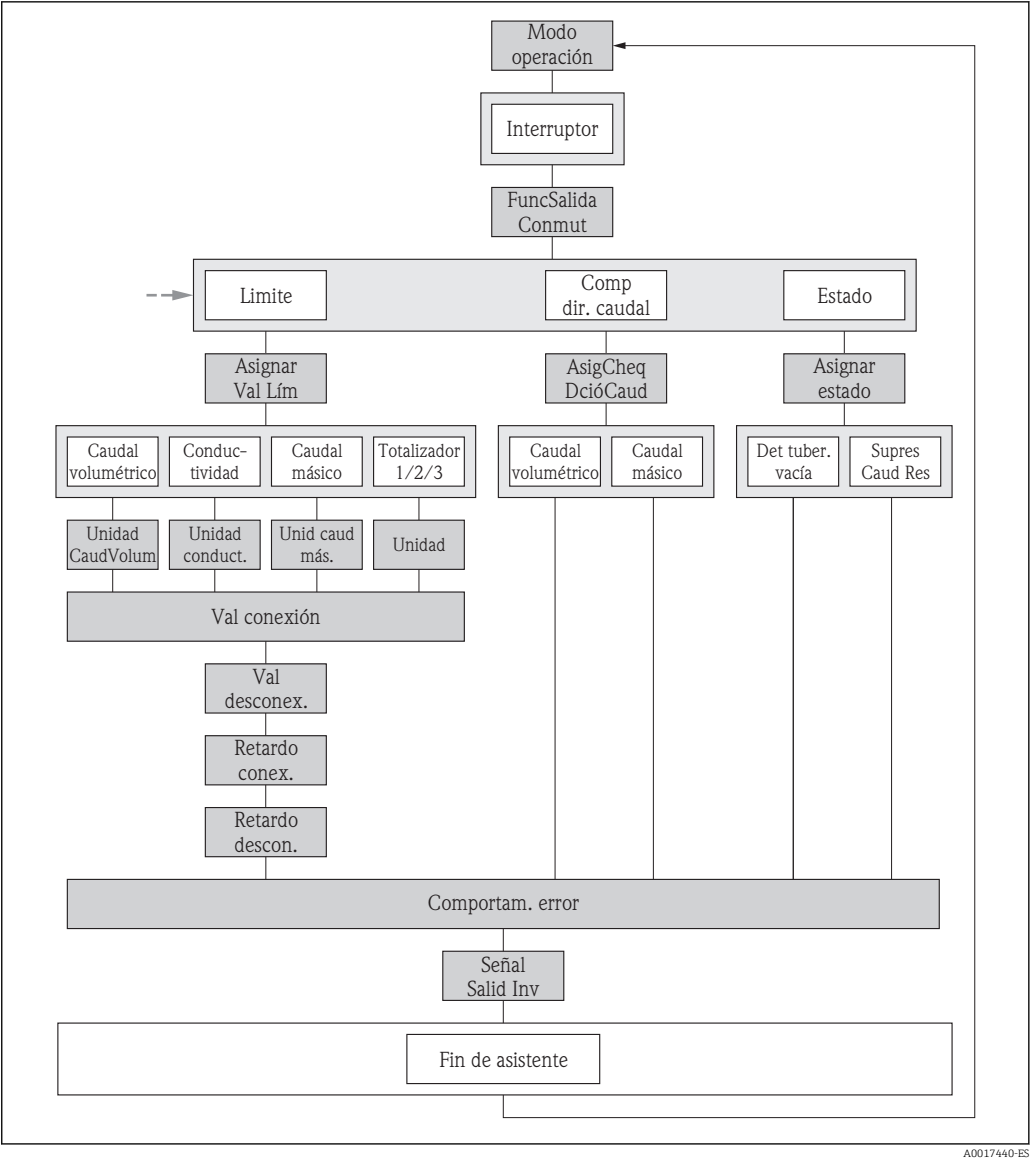 Modo
operación
Interruptor
FuncSalida
Conmut
Limite
Comp
dir. caudal
Estado
Asignar
Val Lím
AsigCheq
DcióCaud
Asignar
estado
Caudal
volumétrico
Conduc-
tividad
Caudal
másico
Totalizador
1/2/3
Caudal
volumétrico
Caudal
másico
Det tuber.
vacía
Supres
Caud Res
Unidad
CaudVolum
Unidad
conduct.
Unid caud
más.
Unidad
Val conexión
Val
desconex.
Retardo
conex.
Retardo
descon.
Comportam. error
Señal
Salid Inv
Fin de asistente
A0017440-ES